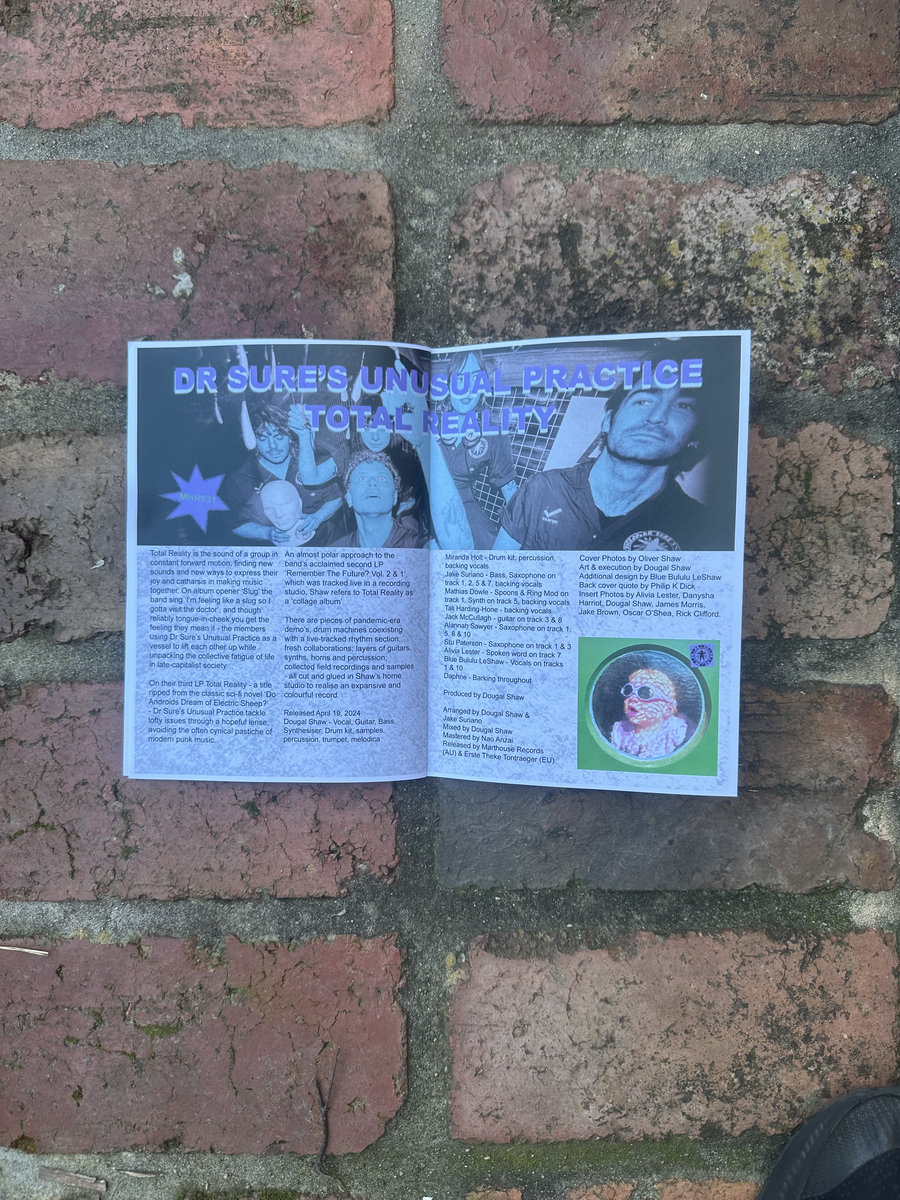 DR SURE'S UNUSUAL PRACTICE
TOTAL REALITY
MHR031
Total Reality is the sound of a group in
constant forward motion, finding new
sounds and new ways to express their
joy and catharsis in making music
together. On album opener 'Slug' the
band sing 'I'm feeling like a slug so I
gotta visit the doctor', and though
reliably tongue-in-cheek you get the
feeling they mean it - the members
using Dr Sure's Unusual Practice as a
vessel to lift each other up while
unpacking the collective fatigue of life
in late-capitalist society.
On their third LP Total Reality - a title
ripped from the classic sci-fi novel 'Do
Androids Dream of Electric Sheep?'
- Dr Sure's Unusual Practice tackle
lofty issues through a hopeful lense,
avoiding the often cynical pastiche of
modern punk music.
An almost polar approach to the
band's acclaimed second LP
'Remember The Future? Vol. 2 & 1',
which was tracked live in a recording
studio, Shaw refers to Total Reality as
a 'collage album'.
There are pieces of pandemic-era
demo's; drum machines coexisting
with a live-tracked rhythm section;
fresh collaborations; layers of guitars,
synths, horns and percussion;
collected field recordings and samples
- all cut and glued in Shaw's home
studio to realise an expansive and
colourful record.
Released April 19, 2024
Dougal Shaw - Vocal, Guitar, Bass,
Synthesiser, Drum kit, samples,
percussion, trumpet, melodica
Miranda Holt - Drum kit, percussion,
backing vocals
Jake Suriano - Bass, Saxophone on
track 1, 2, 5 & 7, backing vocals
Mathias Dowle - Spoons & Ring Mod on
track 1, Synth on track 5, backing vocals
Tali Harding-Hone - backing vocals
Jack McCullagh - guitar on track 3 & 8
Alannah Sawyer - Saxophone on track 1,
5, 8 & 10
Stu Paterson - Saxophone on track 1 & 3
Alivia Lester - Spoken word on track 7
Blue Bululu LeShaw - Vocals on tracks
1 & 10
Daphne - Barking throughout
Produced by Dougal Shaw
Arranged by Dougal Shaw &
Jake Suriano
Mixed by Dougal Shaw
Mastered by Nao Anzai
Released by Marthouse Records
(AU) & Erste Theke Tontraeger (EU)
Cover Photos by Oliver Shaw
Art & execution by Dougal Shaw
Additional design by Blue Bululu LeShaw
Back cover quote by Philip K Dick
Insert Photos by Alivia Lester, Danysha
Harriot, Dougal Shaw, James Morris,
Jake Brown, Oscar O'Shea, Rick Clifford.